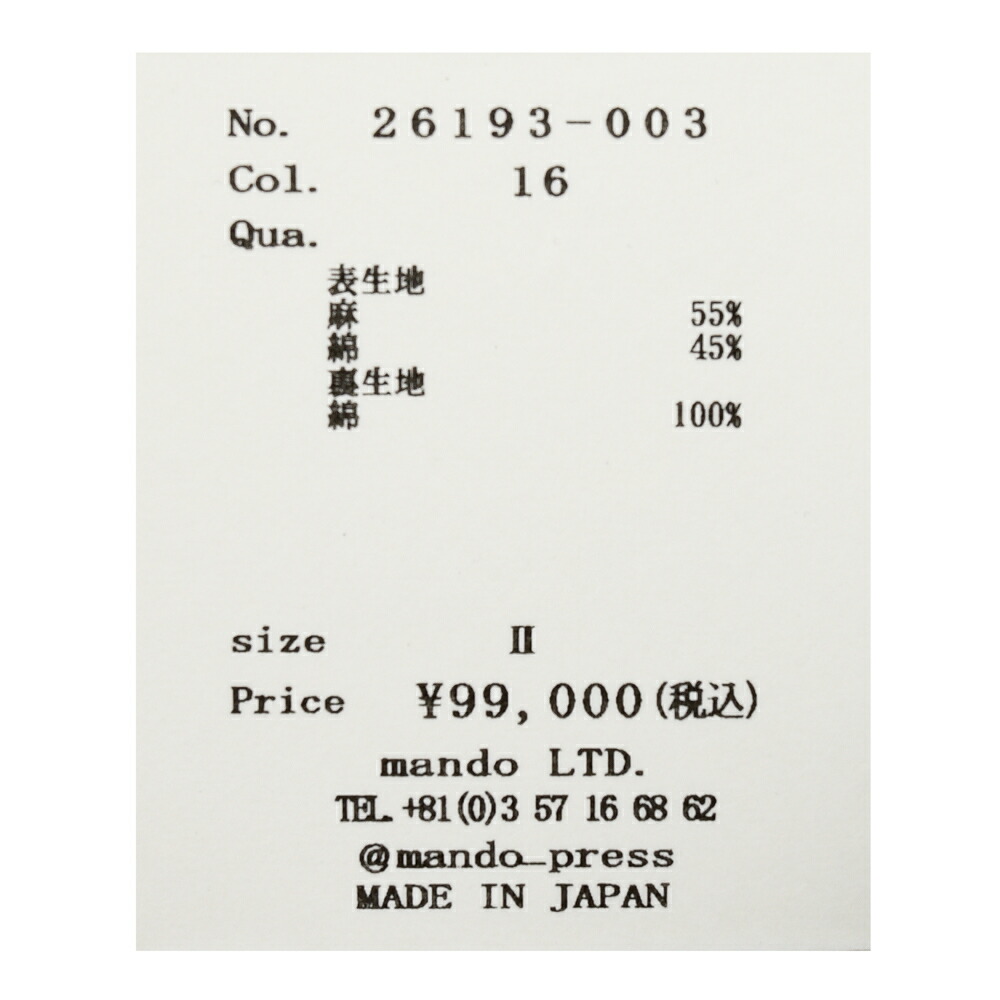 No. 26193-003
Col. 16
Qua.
表生地
麻 55%
綿 45%
裏生地
綿 100%
size Ⅱ
Price ¥99,000(税込)
mando LTD.
TEL.+81(0)3 57 16 68 62
@mando_press
MADE IN JAPAN